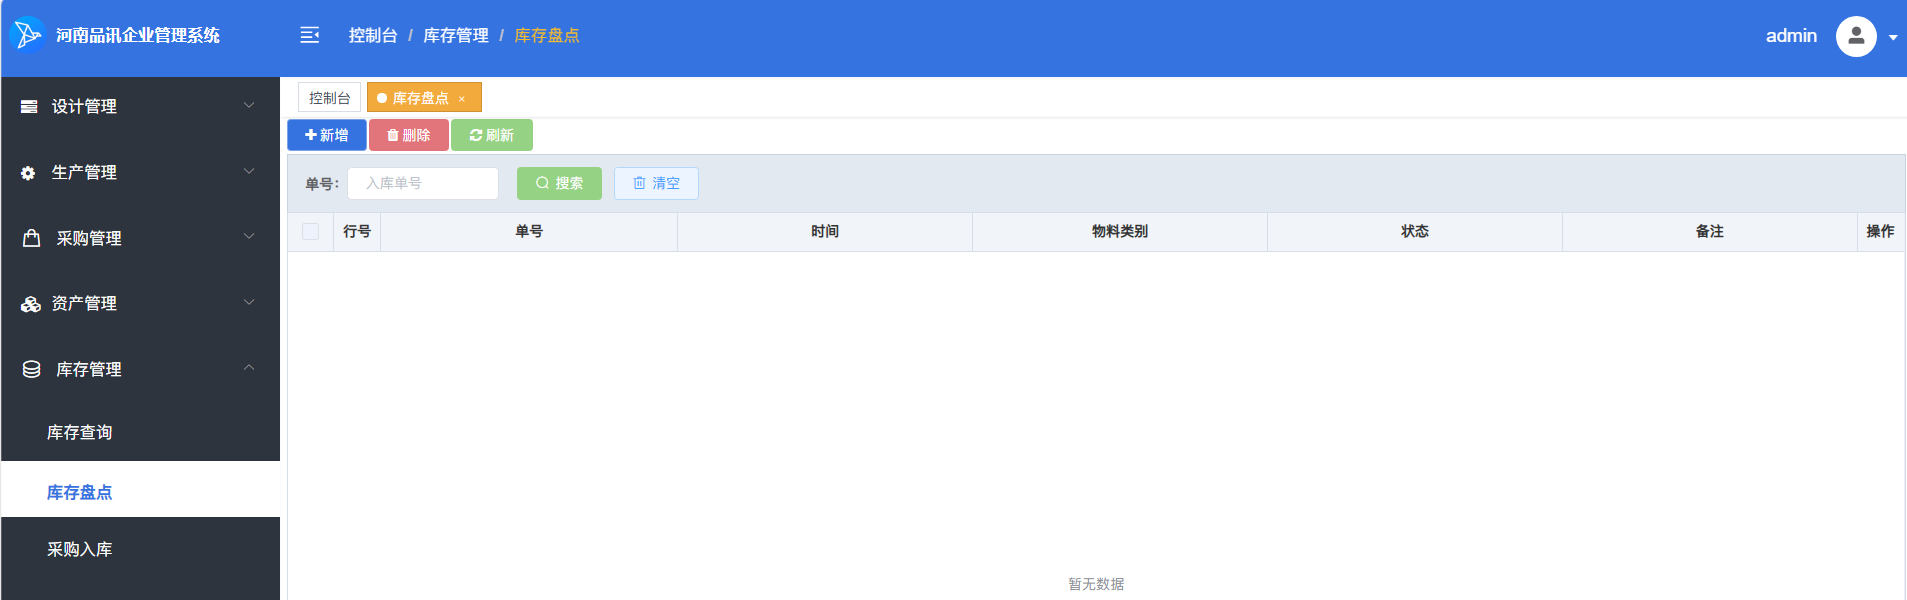 河南品讯企业管理系统
控制台 / 库存管理 / 库存盘点
admin
设计管理
生产管理
采购管理
资产管理
库存管理
库存查询
库存盘点
采购入库
控制台
库存盘点 ×
新增
删除
刷新
单号：
入库单号
搜索
清空
行号 单号 时间 物料类别 状态 备注 操作
暂无数据